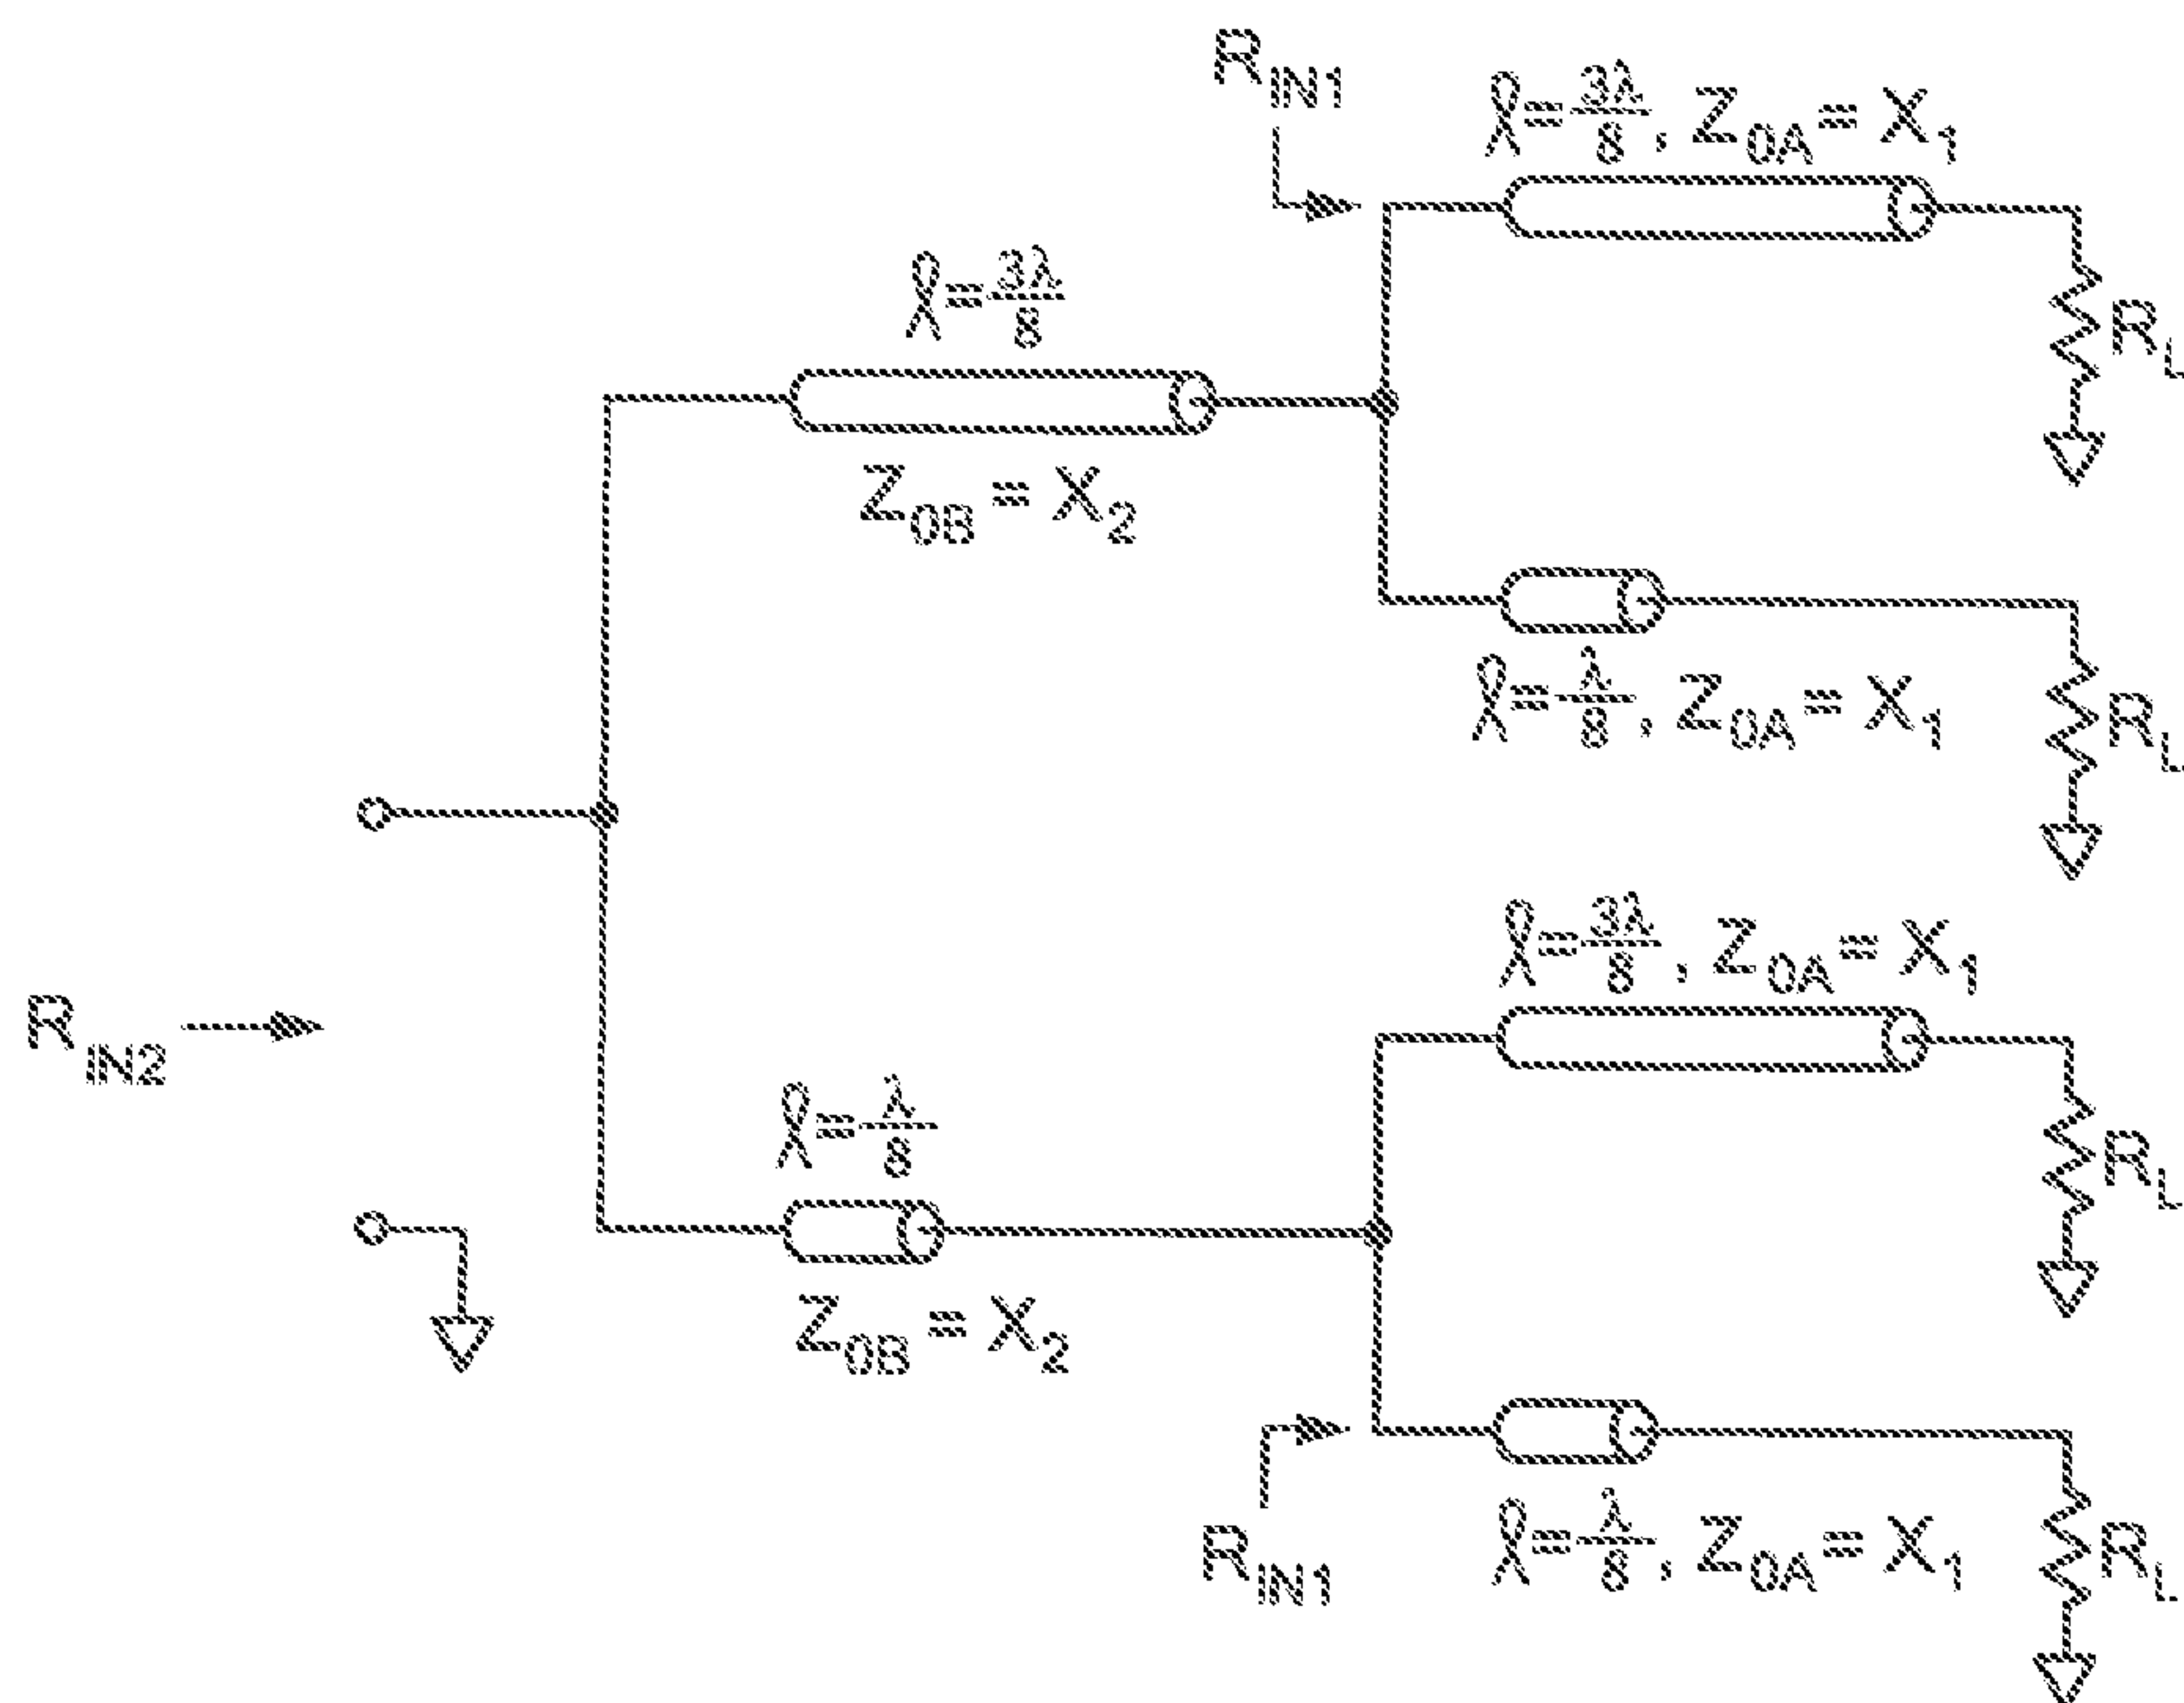 R_IN1
ℓ=3λ/8, Z_0A=X_1
R_L
ℓ=3λ/8
Z_0B=X_2
ℓ=λ/8, Z_0A=X_1
R_L
R_IN2
ℓ=3λ/8, Z_0A=X_1
R_L
ℓ=λ/8
Z_0B=X_2
R_IN1
ℓ=λ/8, Z_0A=X_1
R_L